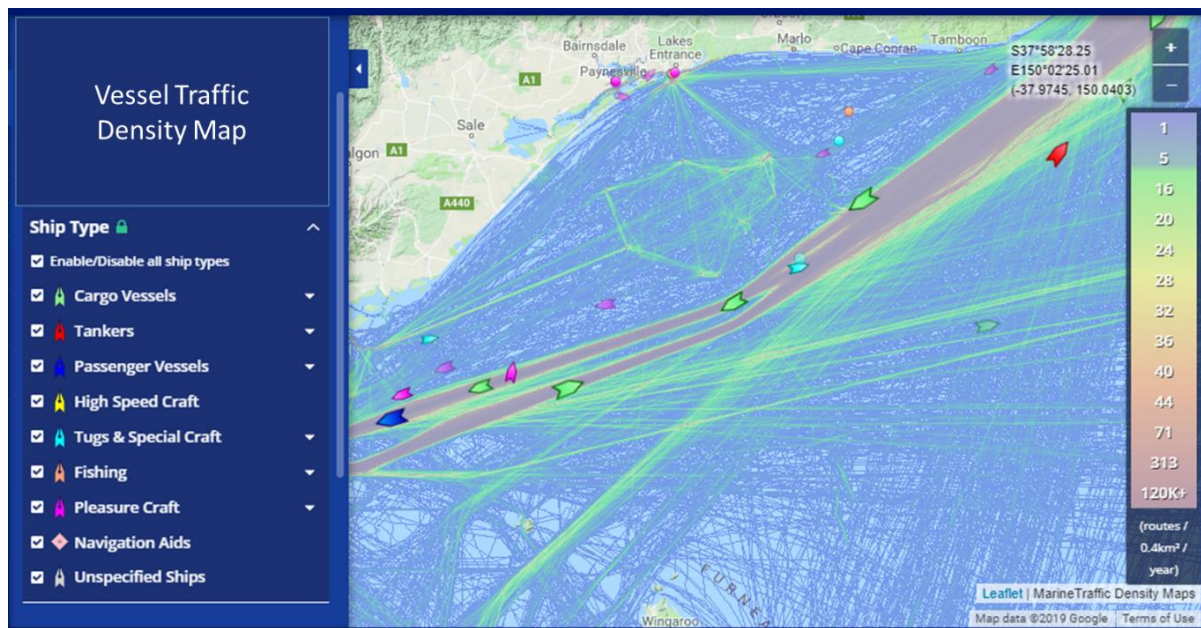 Vessel Traffic
Density Map
Ship Type
Enable/Disable all ship types
Cargo Vessels
Tankers
Passenger Vessels
High Speed Craft
Tugs & Special Craft
Fishing
Pleasure Craft
Navigation Aids
Unspecified Ships
Bairnsdale
Lakes
Entrance
Paynesville
Marlo
Cape Conran
Tamboon
A1
Sale
lgon
A1
A440
S37°58'28.25
E150°02'25.01
(-37.9745, 150.0403)
+
−
1
5
16
20
24
28
32
36
40
44
71
313
120K+
(routes /
0.4km² /
year)
FURNE
Wingaroo
Leaflet | MarineTraffic Density Maps
Map data ©2019 Google
Terms of Use